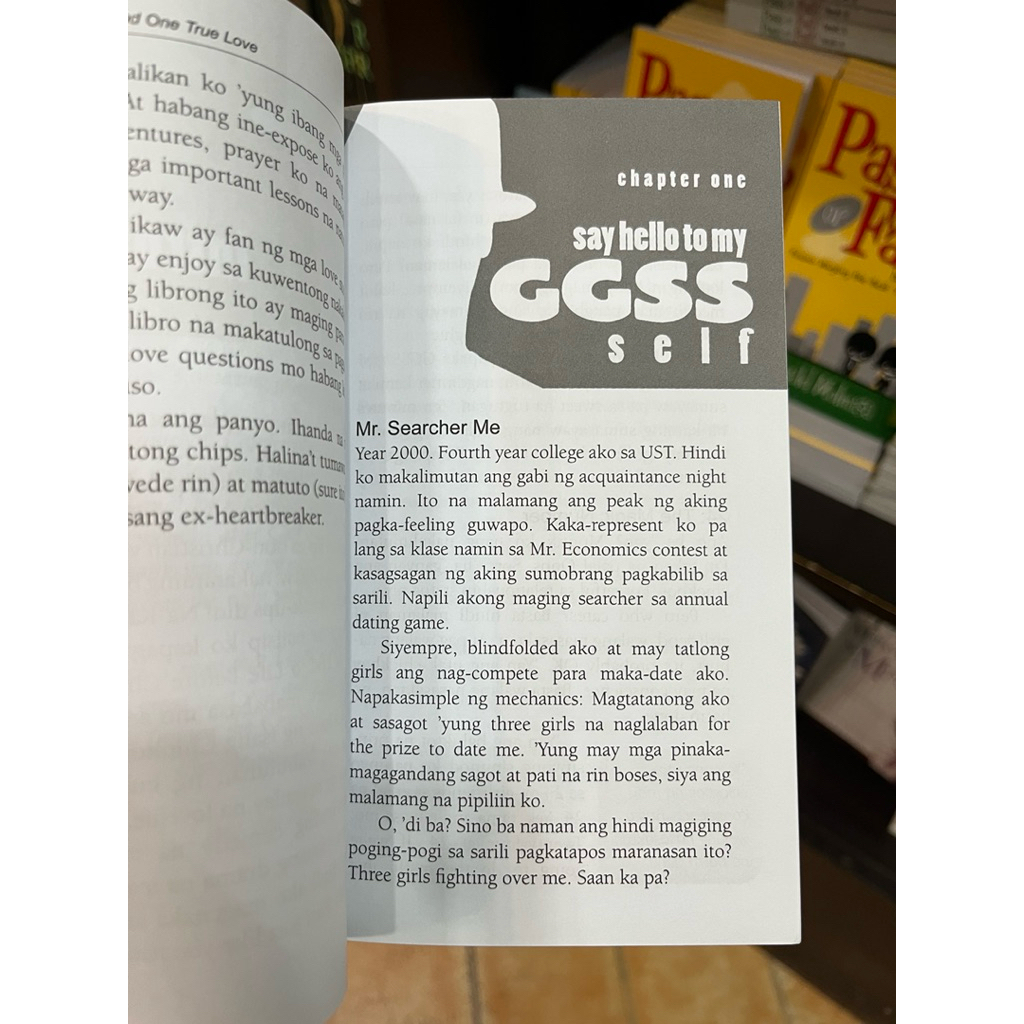 One True Love
alikan ko ’yung ibang mga
At habang ine-expose ko ang
entures, prayer ko na
ga important lessons na
way.
ikaw ay fan ng mga love
ay enjoy sa kuwentong
g librong ito ay maging
libro na makatulong sa
ove questions mo habang
so.
na ang panyo. Ihanda na
tong chips. Halina’t
wede rin) at matuto (sure
sang ex-heartbreaker.
chapter one
say hello to my
GGSS
self
Mr. Searcher Me
Year 2000. Fourth year college ako sa UST. Hindi
ko makalimutan ang gabi ng acquaintance night
namin. Ito na malamang ang peak ng aking
pagka-feeling guwapo. Kaka-represent ko pa
lang sa klase namin sa Mr. Economics contest at
kasagsagan ng aking sumobrang pagkabilib sa
sarili. Napili akong maging searcher sa annual
dating game.
Siyempre, blindfolded ako at may tatlong
girls ang nag-compete para maka-date ako.
Napakasimple ng mechanics: Magtatanong ako
at sasagot ’yung three girls na naglalaban for
the prize to date me. ’Yung may mga pinaka-
magagandang sagot at pati na rin boses, siya ang
malamang na pipiliin ko.
O, ’di ba? Sino ba naman ang hindi magiging
poging-pogi sa sarili pagkatapos maranasan ito?
Three girls fighting over me. Saan ka pa?